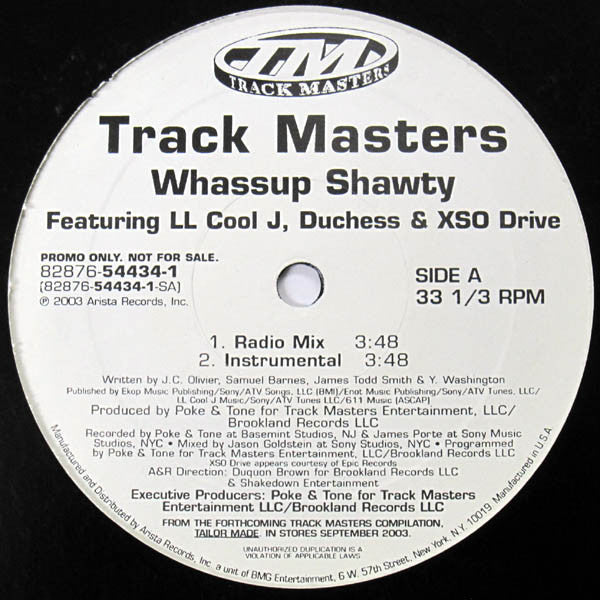 TM
TRACK MASTERS
Track Masters
Whassup Shawty
Featuring LL Cool J, Duchess & XSO Drive
PROMO ONLY. NOT FOR SALE.
82876-54434-1
(82876-54434-1-SA)
℗ 2003 Arista Records, Inc.
SIDE A
33 1/3 RPM
1. Radio Mix 3:48
2. Instrumental 3:48
Written by J.C. Olivier, Samuel Barnes, James Todd Smith & Y. Washington
Published by Ekop Music Publishing/Sony/ATV Songs, LLC (BMI)/Enot Music Publishing/Sony/ATV Tunes, LLC/
LL Cool J Music/Sony/ATV Tunes LLC/611 Music (ASCAP)
Produced by Poke & Tone for Track Masters Entertainment, LLC/
Brookland Records LLC
Recorded by Poke & Tone at Basemint Studios, NJ & James Porte at Sony Music
Studios, NYC • Mixed by Jason Goldstein at Sony Studios, NYC • Programmed
by Poke & Tone for Track Masters Entertainment, LLC/Brookland Records LLC
XSO Drive appears courtesy of Epic Records
A&R Direction: Duquon Brown for Brookland Records LLC
& Shakedown Entertainment
Executive Producers: Poke & Tone for Track Masters
Entertainment LLC/Brookland Records LLC
FROM THE FORTHCOMING TRACK MASTERS COMPILATION,
TAILOR MADE. IN STORES SEPTEMBER 2003.
UNAUTHORIZED DUPLICATION IS A
VIOLATION OF APPLICABLE LAWS
Manufactured and Distributed by Arista Records, Inc. a unit of BMG Entertainment, 6 W. 57th Street, New York, N.Y. 10019. Manufactured in U.S.A